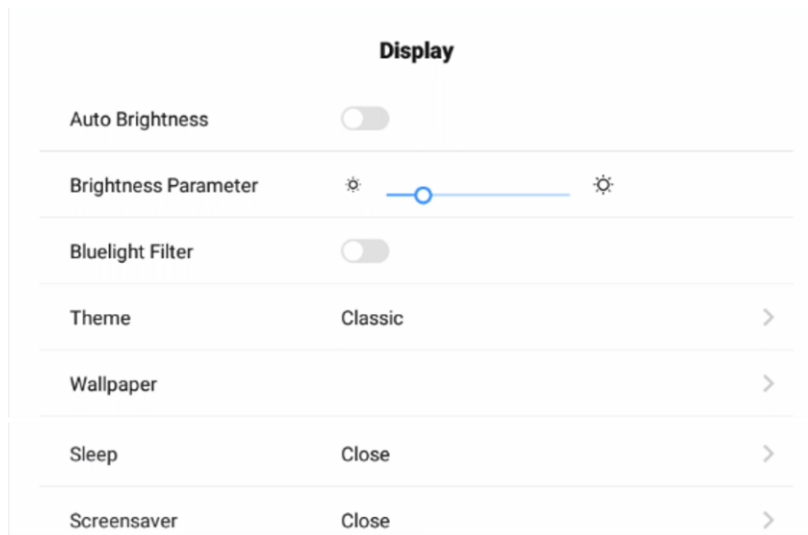 Display
Auto Brightness
Brightness Parameter
Bluelight Filter
Theme Classic
Wallpaper
Sleep Close
Screensaver Close